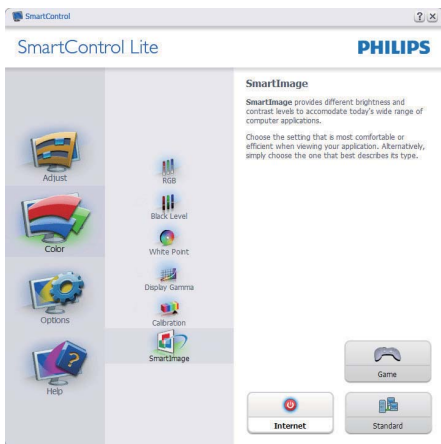 SmartControl
SmartControl Lite
PHILIPS
Adjust
Color
Options
Help
RGB
Black Level
White Point
Display Gamma
Calibration
SmartImage
SmartImage
SmartImage provides different brightness and
contrast levels to accomodate today's wide range of
computer applications.
Choose the setting that is most comfortable or
efficient when viewing your application. Alternatively,
simply choose the one that best describes its type.
Game
Internet
Standard